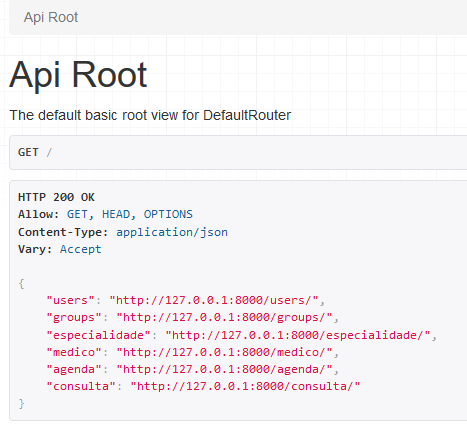 Api Root
Api Root
The default basic root view for DefaultRouter
GET /
HTTP 200 OK
Allow: GET, HEAD, OPTIONS
Content-Type: application/json
Vary: Accept
{
    "users": "http://127.0.0.1:8000/users/",
    "groups": "http://127.0.0.1:8000/groups/",
    "especialidade": "http://127.0.0.1:8000/especialidade/",
    "medico": "http://127.0.0.1:8000/medico/",
    "agenda": "http://127.0.0.1:8000/agenda/",
    "consulta": "http://127.0.0.1:8000/consulta/"
}